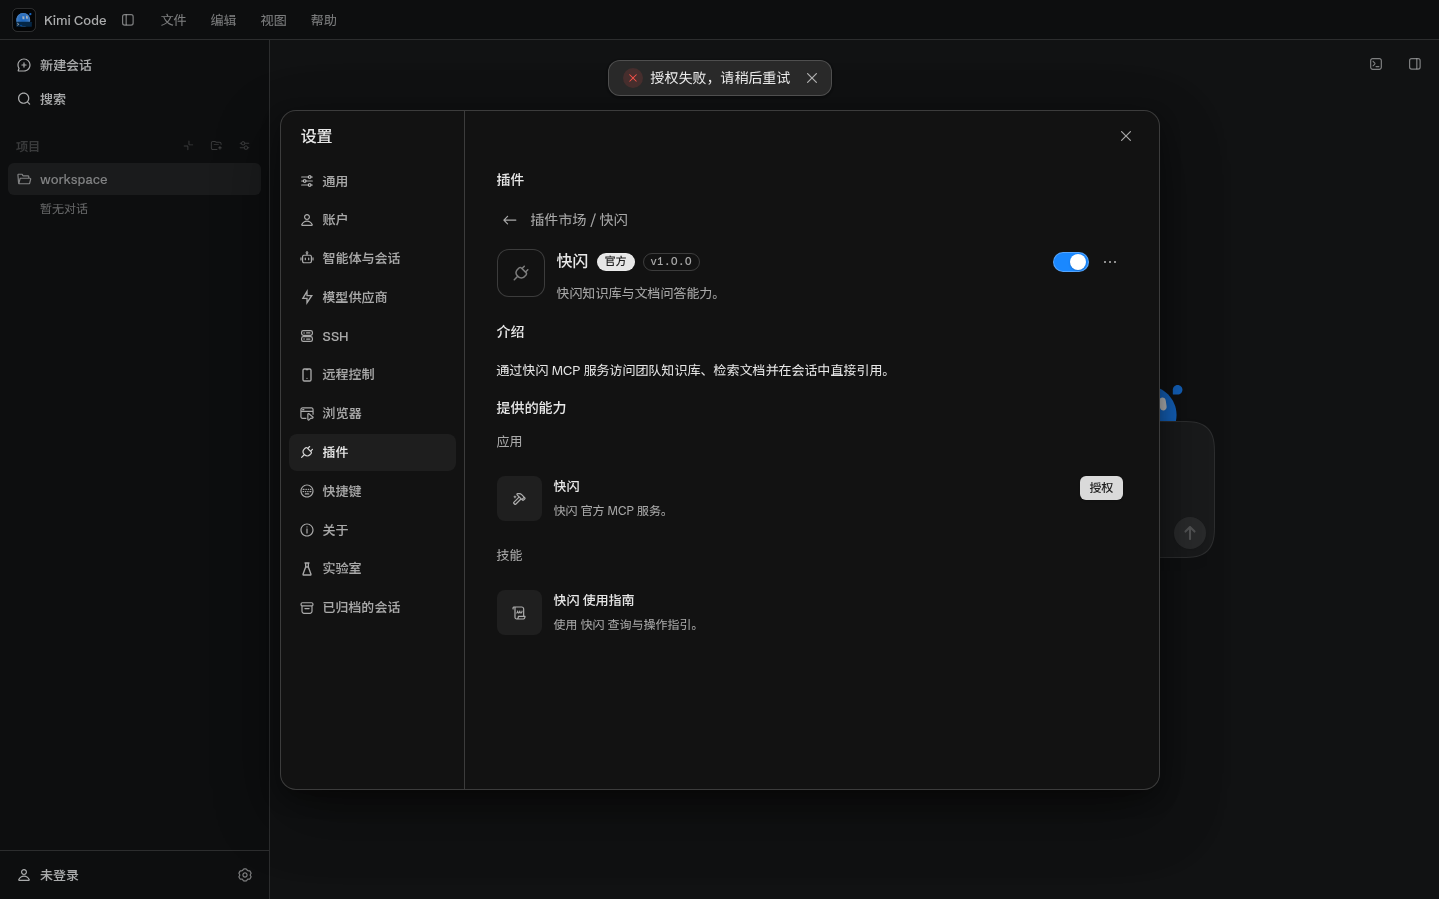 Kimi Code
文件
编辑
视图
帮助
新建会话
搜索
项目
workspace
暂无对话
未登录
授权失败，请稍后重试
设置
通用
账户
智能体与会话
模型供应商
SSH
远程控制
浏览器
插件
快捷键
关于
实验室
已归档的会话
插件
插件市场 / 快闪
快闪 官方 v1.0.0
快闪知识库与文档问答能力。
介绍
通过快闪 MCP 服务访问团队知识库、检索文档并在会话中直接引用。
提供的能力
应用
快闪
快闪 官方 MCP 服务。
授权
技能
快闪 使用指南
使用 快闪 查询与操作指引。